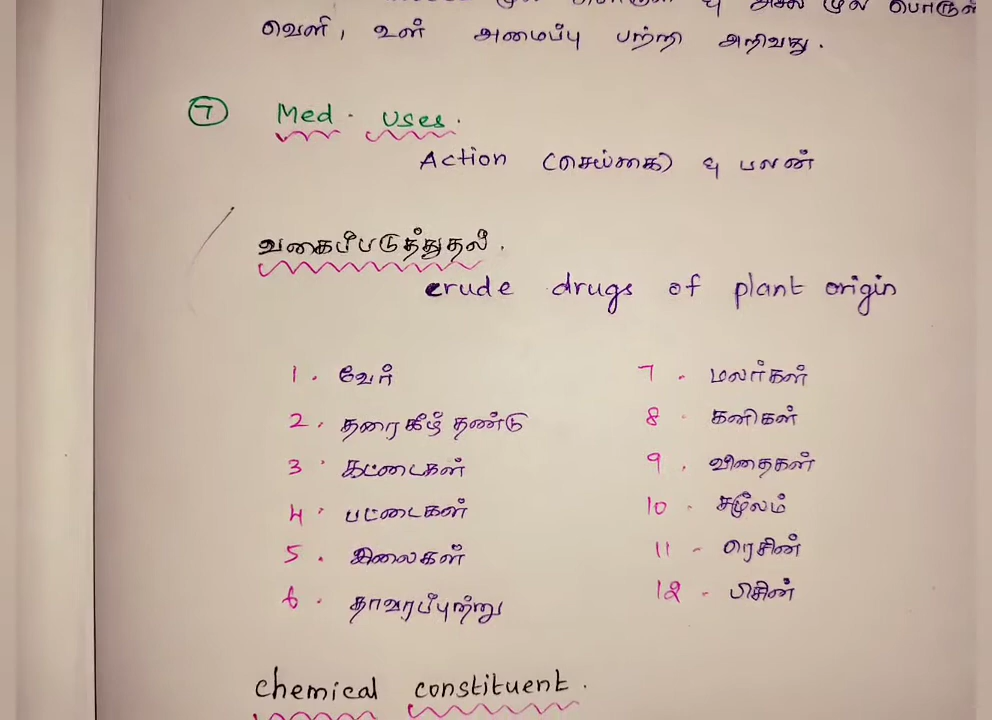 மூல பொருள் & அசல் மூல பொருள்
வெளி, உள் அமைப்பு பற்றி அறிவது.
7 Med. Uses.
Action (செய்கை) & பலன்
வகைப்படுத்துதல்.
crude drugs of plant origin
1. வேர்
2. தரைகீழ் தண்டு
3. கட்டைகள்
4. பட்டைகள்
5. இலைகள்
6. தாவரப்புற்று
7. மலர்கள்
8. கனிகள்
9. விதைகள்
10. சமூலம்
11 - ரெசின்
12 - பிசின்
chemical constituent.